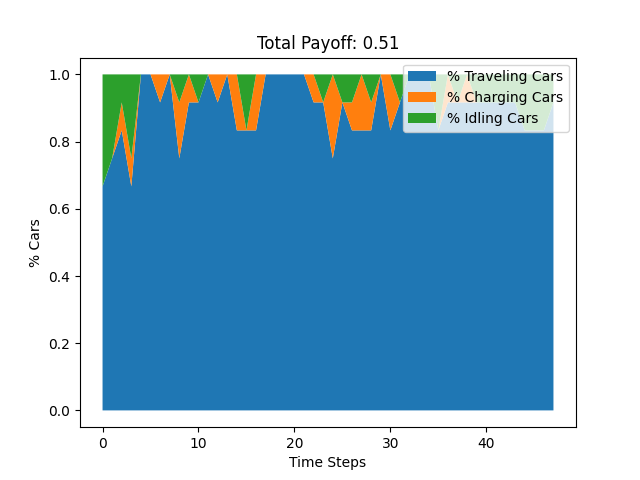 Total Payoff: 0.51
% Traveling Cars
% Charging Cars
% Idling Cars
% Cars
1.0
0.8
0.6
0.4
0.2
0.0
0 10 20 30 40
Time Steps